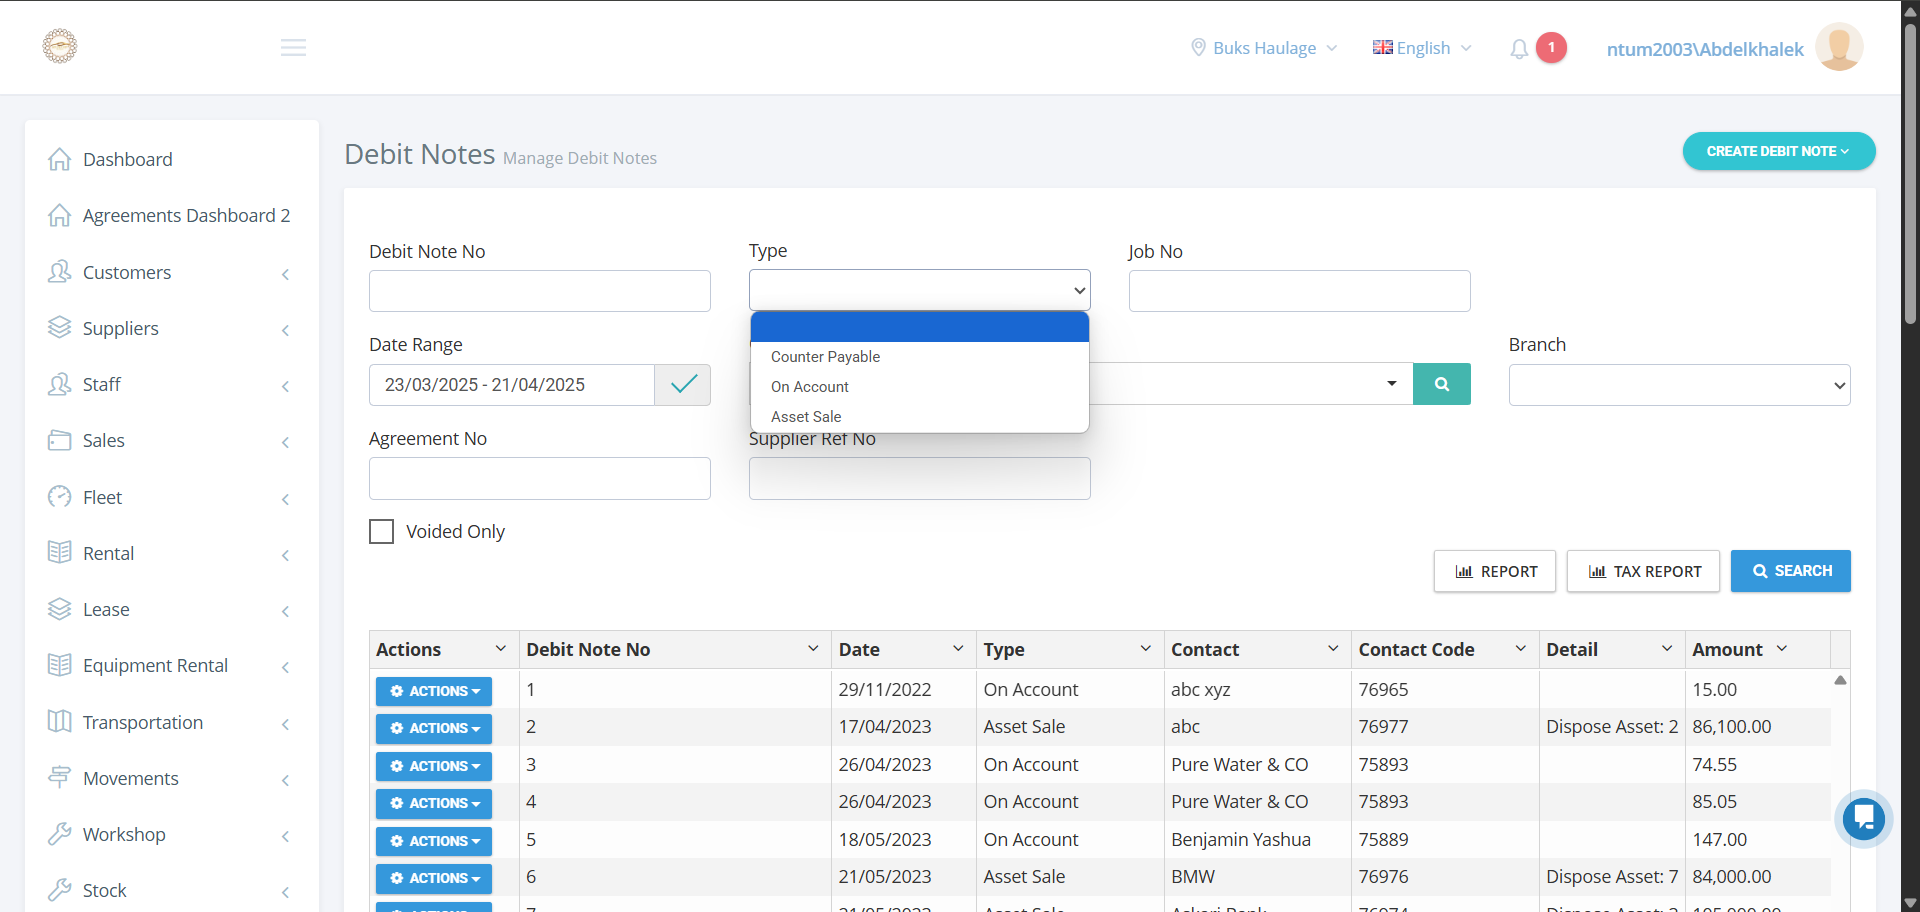 Buks Haulage
English
1
ntum2003\Abdelkhalek
Dashboard
Agreements Dashboard 2
Customers
Suppliers
Staff
Sales
Fleet
Rental
Lease
Equipment Rental
Transportation
Movements
Workshop
Stock
Debit Notes Manage Debit Notes
CREATE DEBIT NOTE
Debit Note No
Type
Job No
Counter Payable
On Account
Asset Sale
Date Range
23/03/2025 - 21/04/2025
Branch
Agreement No
Supplier Ref No
Voided Only
REPORT
TAX REPORT
SEARCH
Actions Debit Note No Date Type Contact Contact Code Detail Amount
ACTIONS 1 29/11/2022 On Account abc xyz 76965 15.00
ACTIONS 2 17/04/2023 Asset Sale abc 76977 Dispose Asset: 2 86,100.00
ACTIONS 3 26/04/2023 On Account Pure Water & CO 75893 74.55
ACTIONS 4 26/04/2023 On Account Pure Water & CO 75893 85.05
ACTIONS 5 18/05/2023 On Account Benjamin Yashua 75889 147.00
ACTIONS 6 21/05/2023 Asset Sale BMW 76976 Dispose Asset: 7 84,000.00